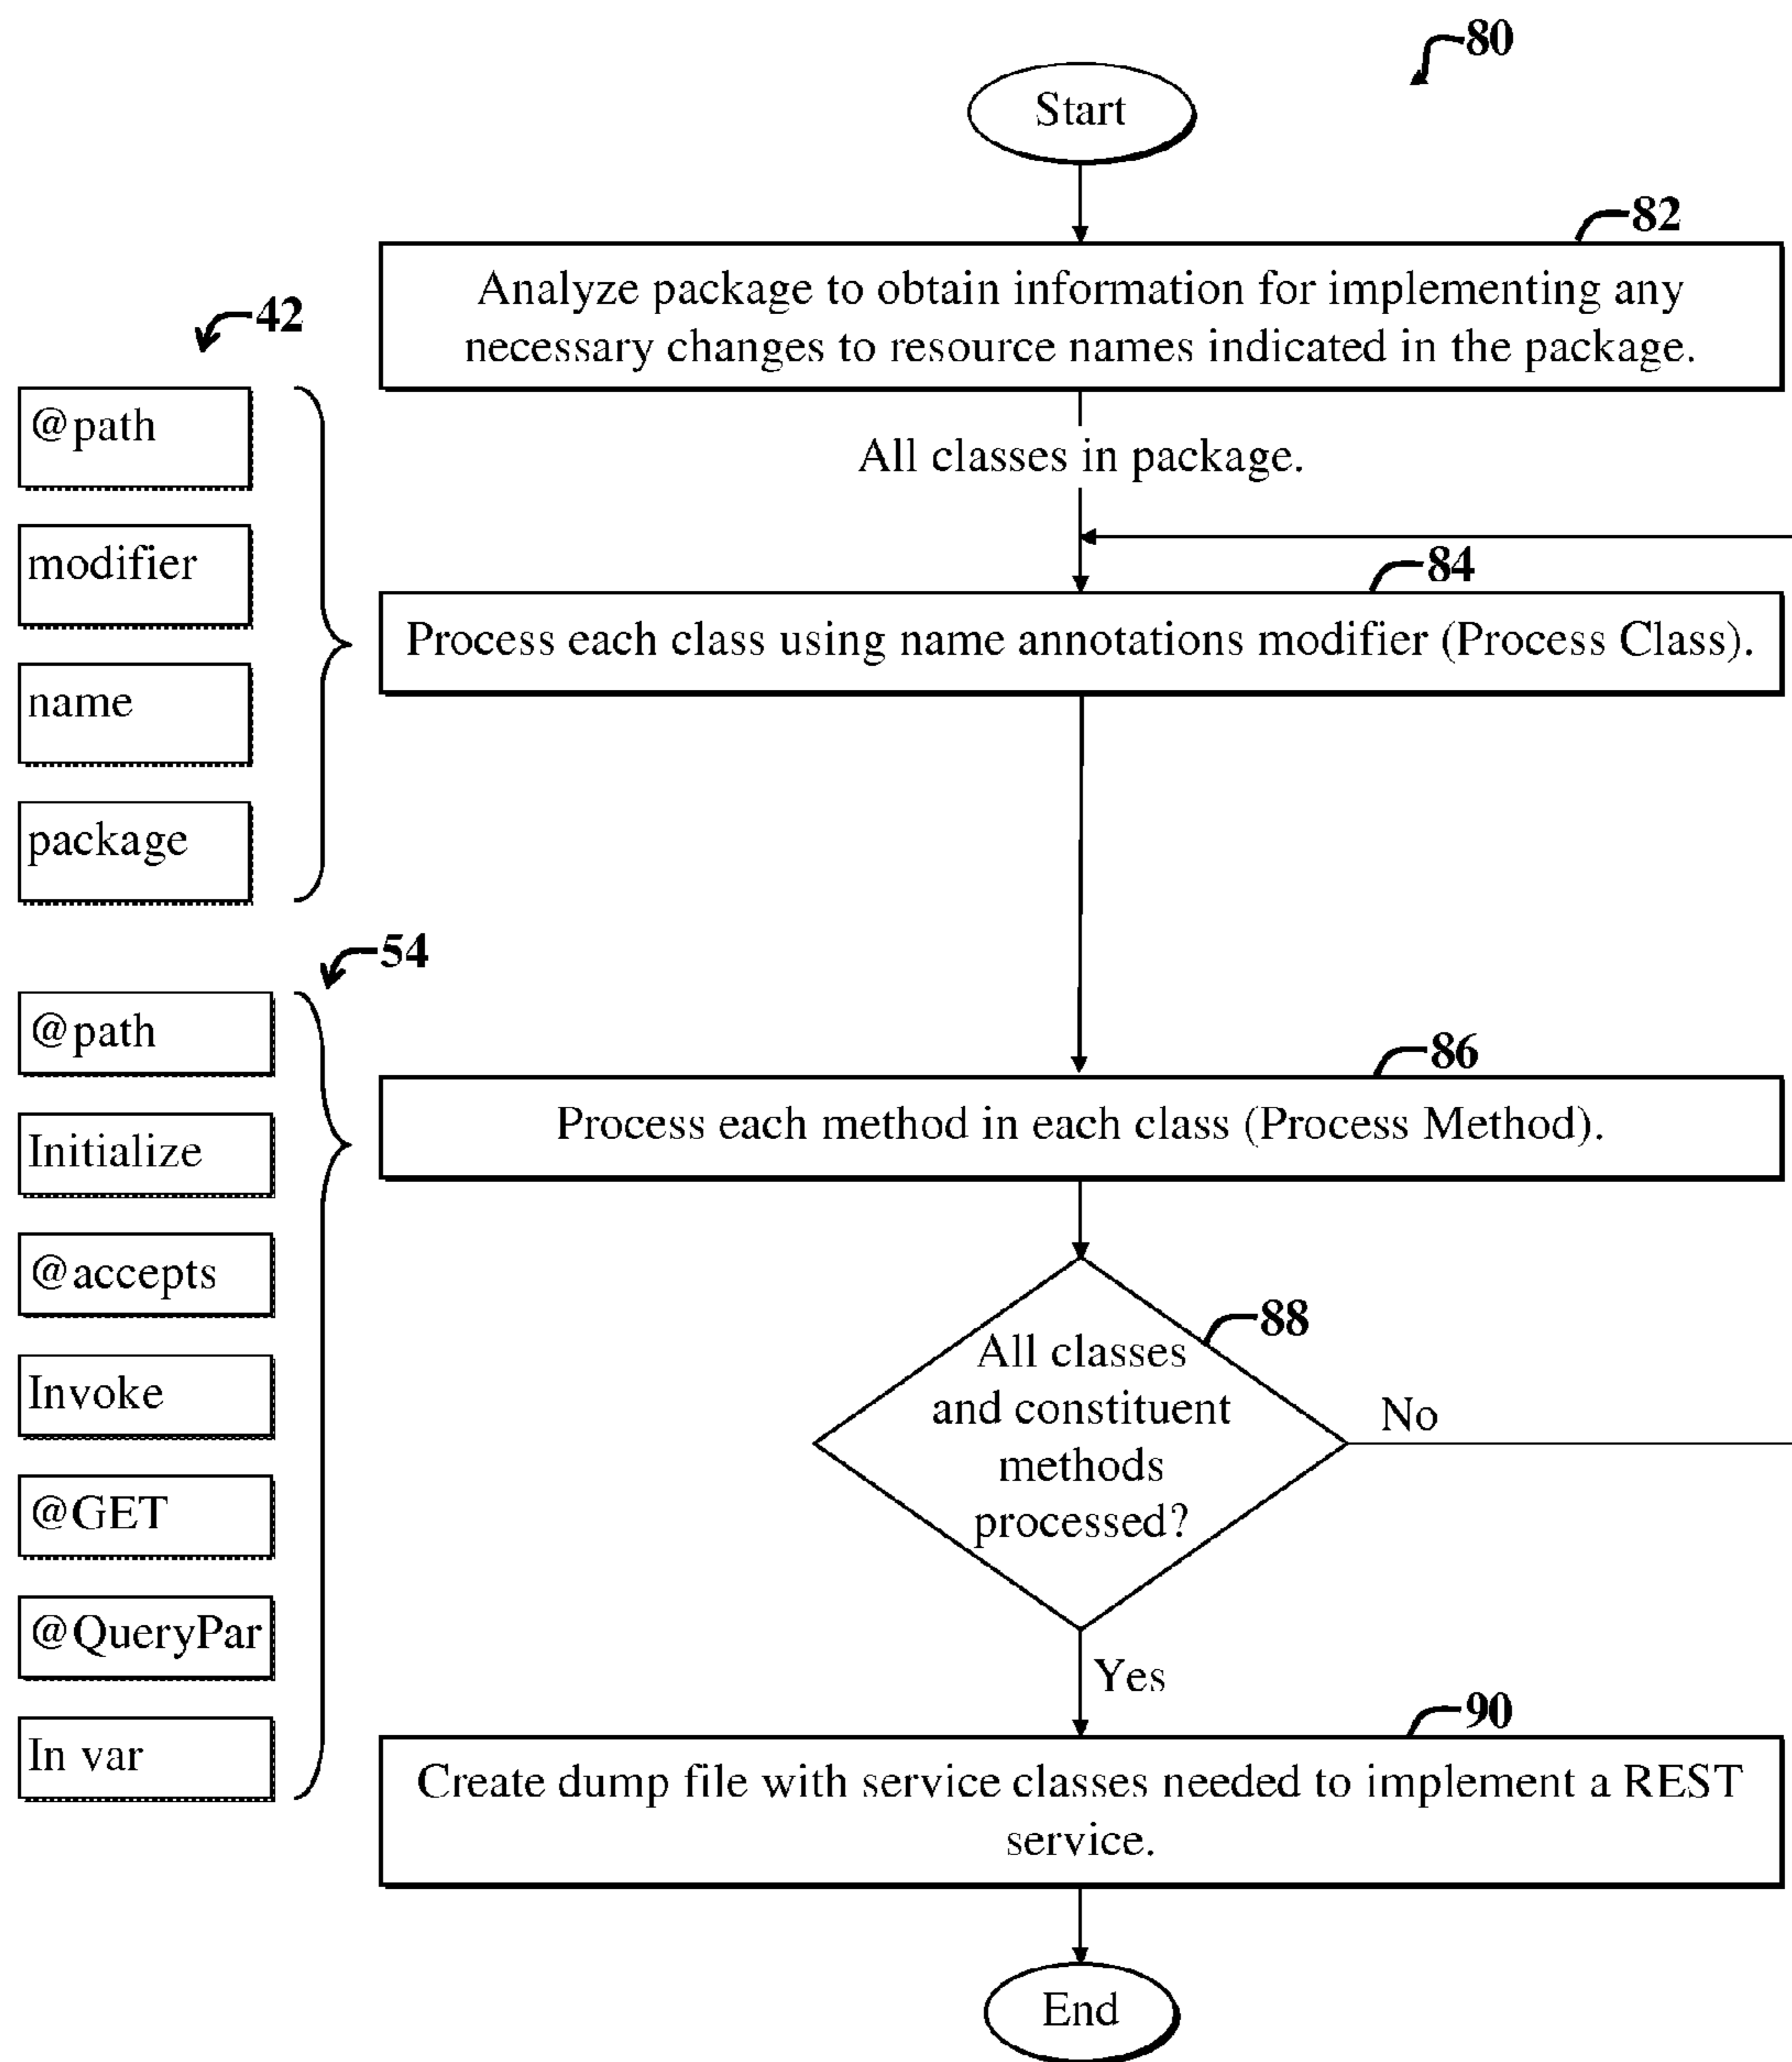 80
Start
82
Analyze package to obtain information for implementing any
necessary changes to resource names indicated in the package.
42
@path
modifier
name
package
All classes in package.
84
Process each class using name annotations modifier (Process Class).
54
@path
Initialize
@accepts
Invoke
@GET
@QueryPar
In var
86
Process each method in each class (Process Method).
88
All classes
and constituent
methods
processed?
No
Yes
90
Create dump file with service classes needed to implement a REST
service.
End